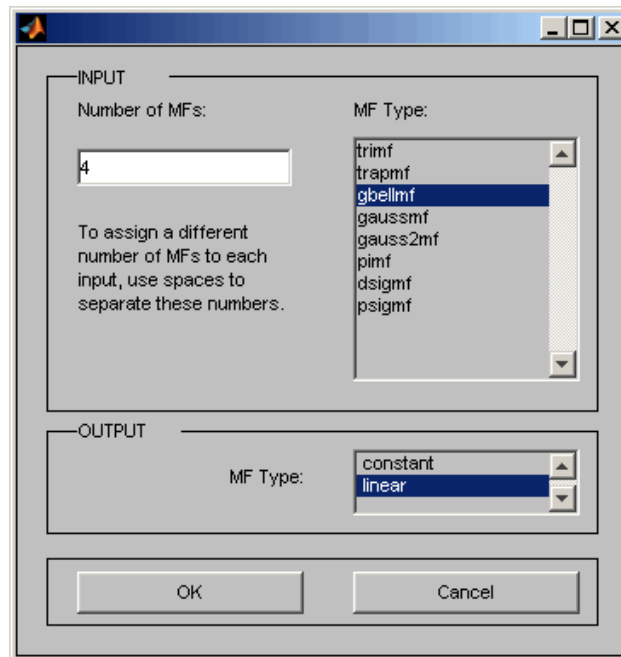 INPUT
Number of MFs:
4
To assign a different
number of MFs to each
input, use spaces to
separate these numbers.
MF Type:
trimf
trapmf
gbellmf
gaussmf
gauss2mf
pimf
dsigmf
psigmf
OUTPUT
MF Type:
constant
linear
OK
Cancel